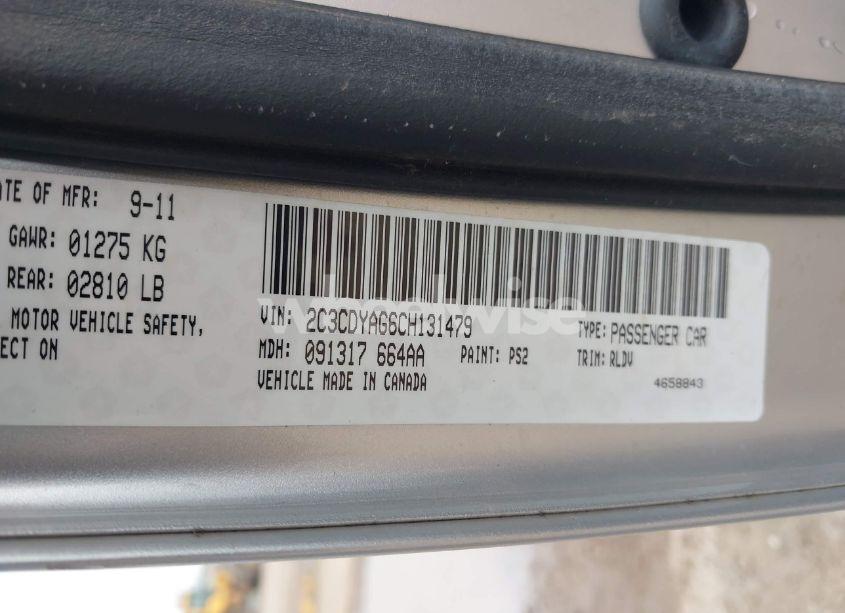 ATE OF MFR: 9-11
GAWR: 01275 KG
REAR: 02810 LB
MOTOR VEHICLE SAFETY,
ECT ON
VIN: 2C3CDYAG6CH131479
TYPE: PASSENGER CAR
MDH: 091317 664AA
PAINT: PS2
TRIM: RLDV
VEHICLE MADE IN CANADA
4658843
wheelwise